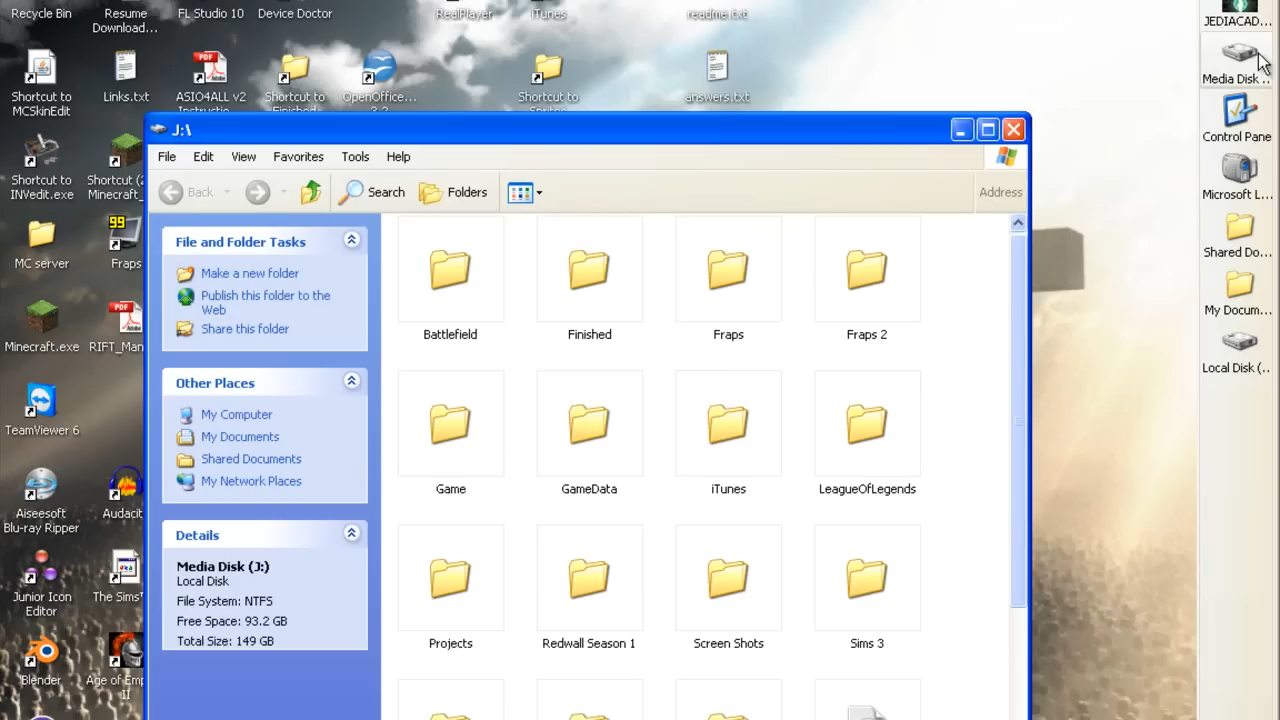 Recycle Bin
Resume
Download...
FL Studio 10
Device Doctor
RealPlayer
iTunes
readme.txt
JEDIACAD...
Shortcut to
MCSkinEdit
Links.txt
ASIO4ALL v2
Shortcut to
OpenOffice...
Shortcut to
answers.txt
Media Disk ..
J:\
Control Pane
File
Edit
View
Favorites
Tools
Help
Shortcut to
INVedit.exe
Shortcut (2
Minecraft_
Back
Search
Folders
Address
Microsoft L...
99
MC server
Fraps
File and Folder Tasks
Make a new folder
Publish this folder to the
Web
Share this folder
Shared Do...
My Docum...
Local Disk (..
Battlefield
Finished
Fraps
Fraps 2
Minecraft.exe
PDF
RIFT_Man
Other Places
My Computer
My Documents
Shared Documents
My Network Places
TeamViewer 6
Game
GameData
iTunes
LeagueOfLegends
Aiseesoft
Blu-ray Ripper
Audacit
Details
Media Disk (J:)
Local Disk
File System: NTFS
Free Space: 93.2 GB
Total Size: 149 GB
Junior Icon
Editor
The Sims
Projects
Redwall Season 1
Screen Shots
Sims 3
Blender
Age of Emp
II